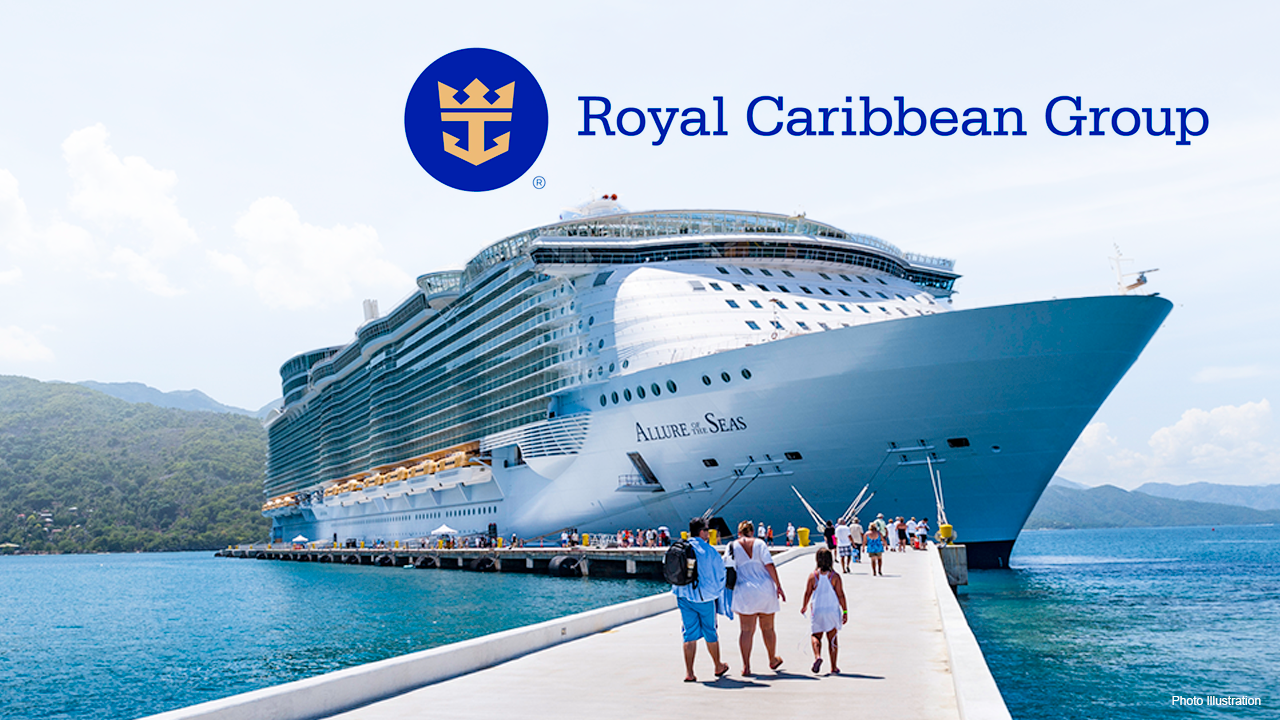 Royal Caribbean Group
®
ALLURE OF THE SEAS
Photo Illustration